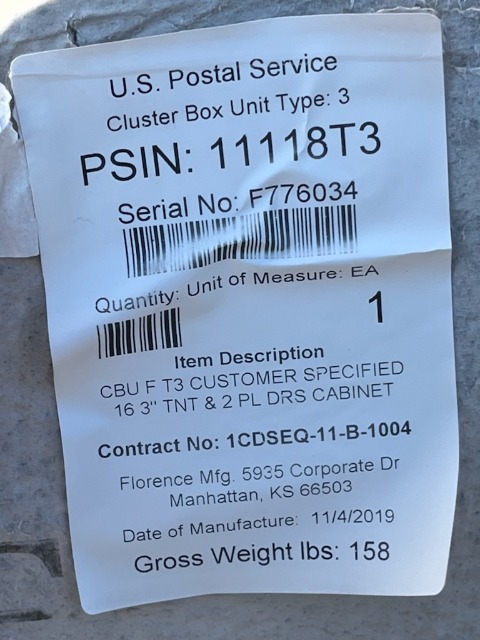 U.S. Postal Service
Cluster Box Unit Type: 3
PSIN: 11118T3
Serial No: F776034
Quantity: Unit of Measure: EA
1
Item Description
CBU F T3 CUSTOMER SPECIFIED
16 3" TNT & 2 PL DRS CABINET
Contract No: 1CDSEQ-11-B-1004
Florence Mfg. 5935 Corporate Dr
Manhattan, KS 66503
Date of Manufacture: 11/4/2019
Gross Weight lbs: 158